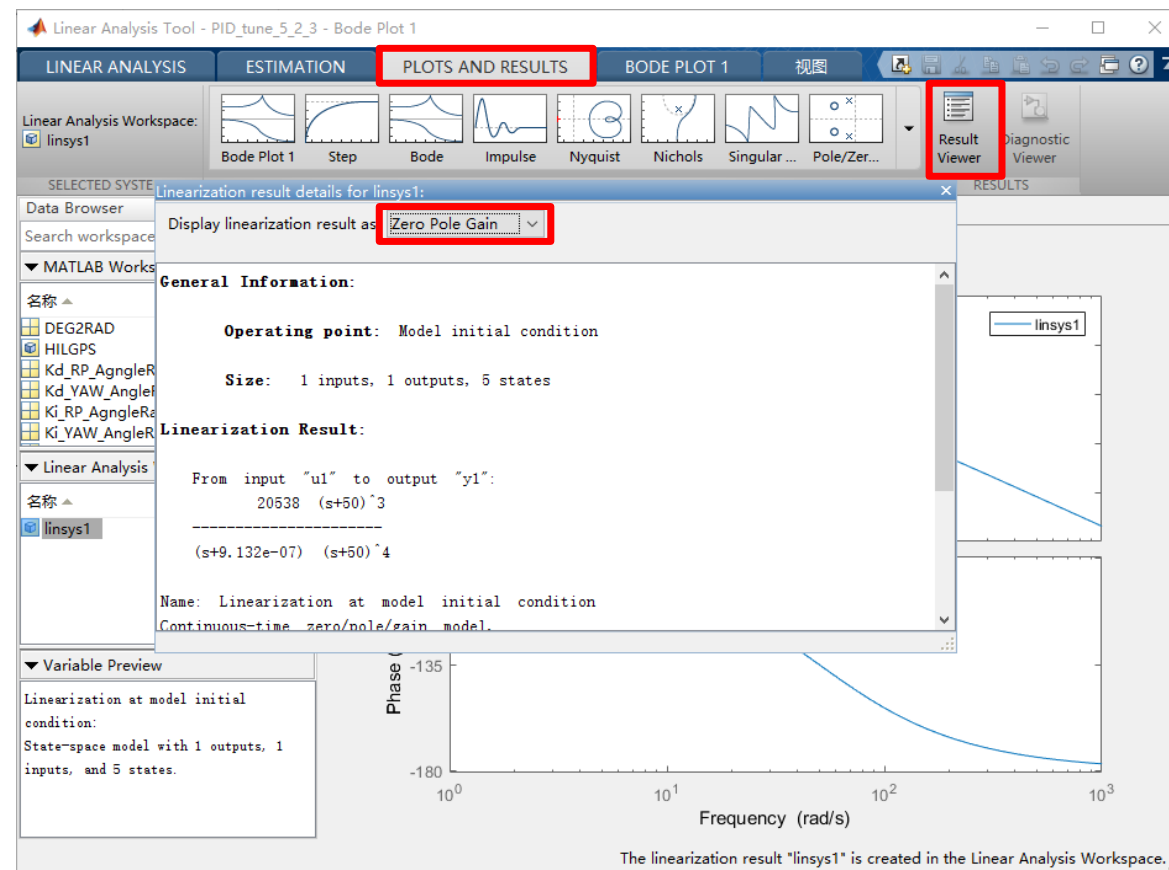 Linear Analysis Tool - PID_tune_5_2_3 - Bode Plot 1
LINEAR ANALYSIS ESTIMATION PLOTS AND RESULTS BODE PLOT 1 视图
Linear Analysis Workspace:
linsys1
Bode Plot 1 Step Bode Impulse Nyquist Nichols Singular ... Pole/Zer...
Result Viewer
Diagnostic Viewer
SELECTED SYSTE
RESULTS
Linearization result details for linsys1:
Data Browser
Display linearization result as Zero Pole Gain
Search workspace
MATLAB Works
名称
DEG2RAD
HILGPS
Kd_RP_AgngleR
Kd_YAW_Angle
Ki_RP_AgngleRa
Ki_YAW_AngleR
Linear Analysis
名称
linsys1
General Information:
Operating point: Model initial condition
Size: 1 inputs, 1 outputs, 5 states
Linearization Result:
From input "u1" to output "y1":
20538 (s+50)^3
----------------------
(s+9.132e-07) (s+50)^4
Name: Linearization at model initial condition
Continuous-time zero/pole/gain model.
linsys1
Variable Preview
Linearization at model initial
condition:
State-space model with 1 outputs, 1
inputs, and 5 states.
Phase (
-135
-180
10^0 10^1 10^2 10^3
Frequency (rad/s)
The linearization result "linsys1" is created in the Linear Analysis Workspace.